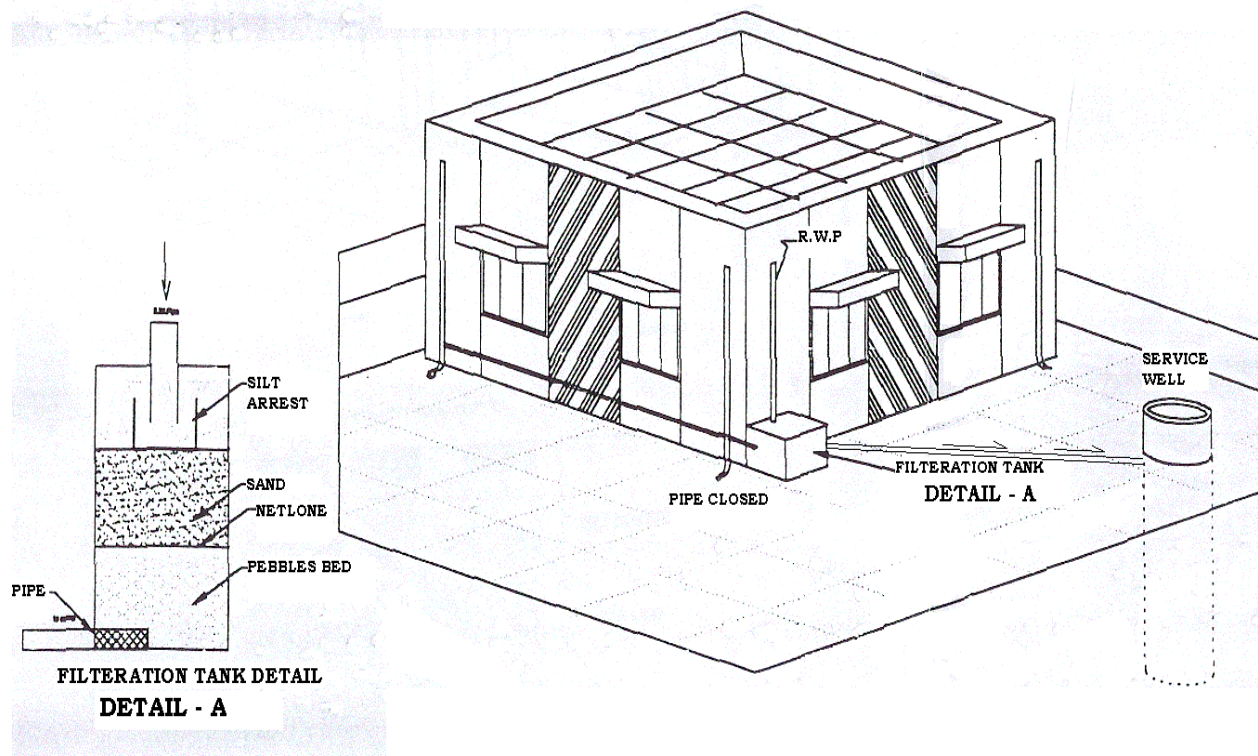 R.W.P
SERVICE
WELL
SILT
ARREST
FILTERATION TANK
DETAIL - A
SAND
PIPE CLOSED
NETLONE
PEBBLES BED
PIPE
FILTERATION TANK DETAIL
DETAIL - A